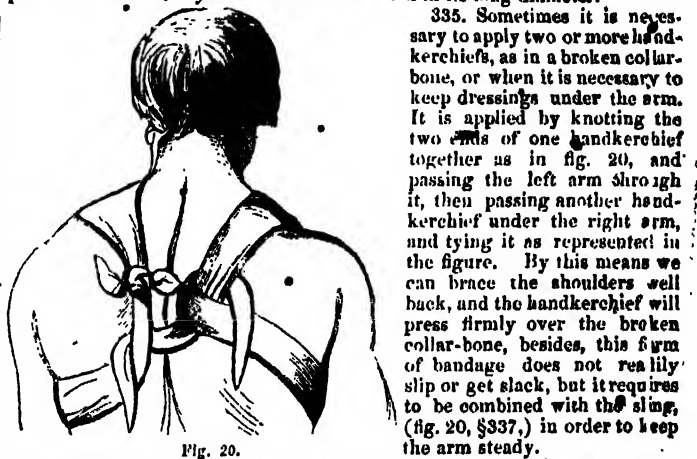 335. Sometimes it is neces-
sary to apply two or more hand-
kerchiefs, as in a broken collar-
bone, or when it is necessary to
keep dressings under the arm.
It is applied by knotting the
two ends of one handkerchief
together as in fig. 20, and
passing the left arm through
it, then passing another hand-
kerchief under the right arm,
and tying it as represented in
the figure. By this means we
can brace the shoulders well
back, and the handkerchief will
press firmly over the broken
collar-bone, besides, this form
of bandage does not readily
slip or get slack, but it requires
to be combined with the sling,
(fig. 20, §337,) in order to keep
the arm steady.
Fig. 20.